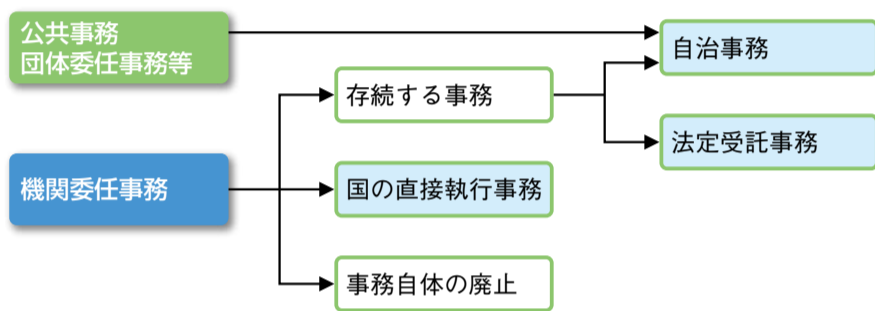 公共事務
団体委任事務等
自治事務
存続する事務
法定受託事務
機関委任事務
国の直接執行事務
事務自体の廃止